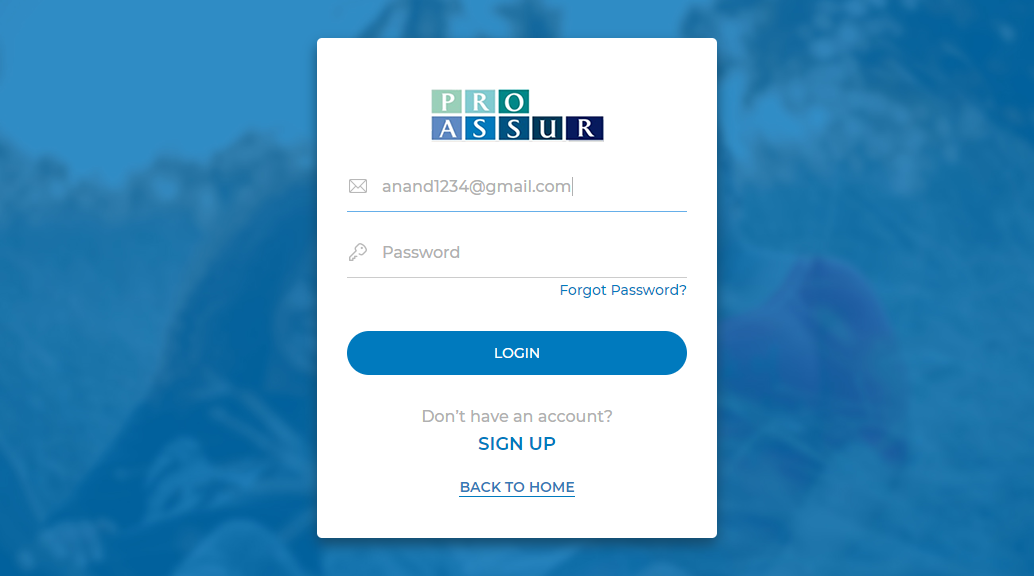 PRO
ASSUR
anand1234@gmail.com
Password
Forgot Password?
LOGIN
Don't have an account?
SIGN UP
BACK TO HOME